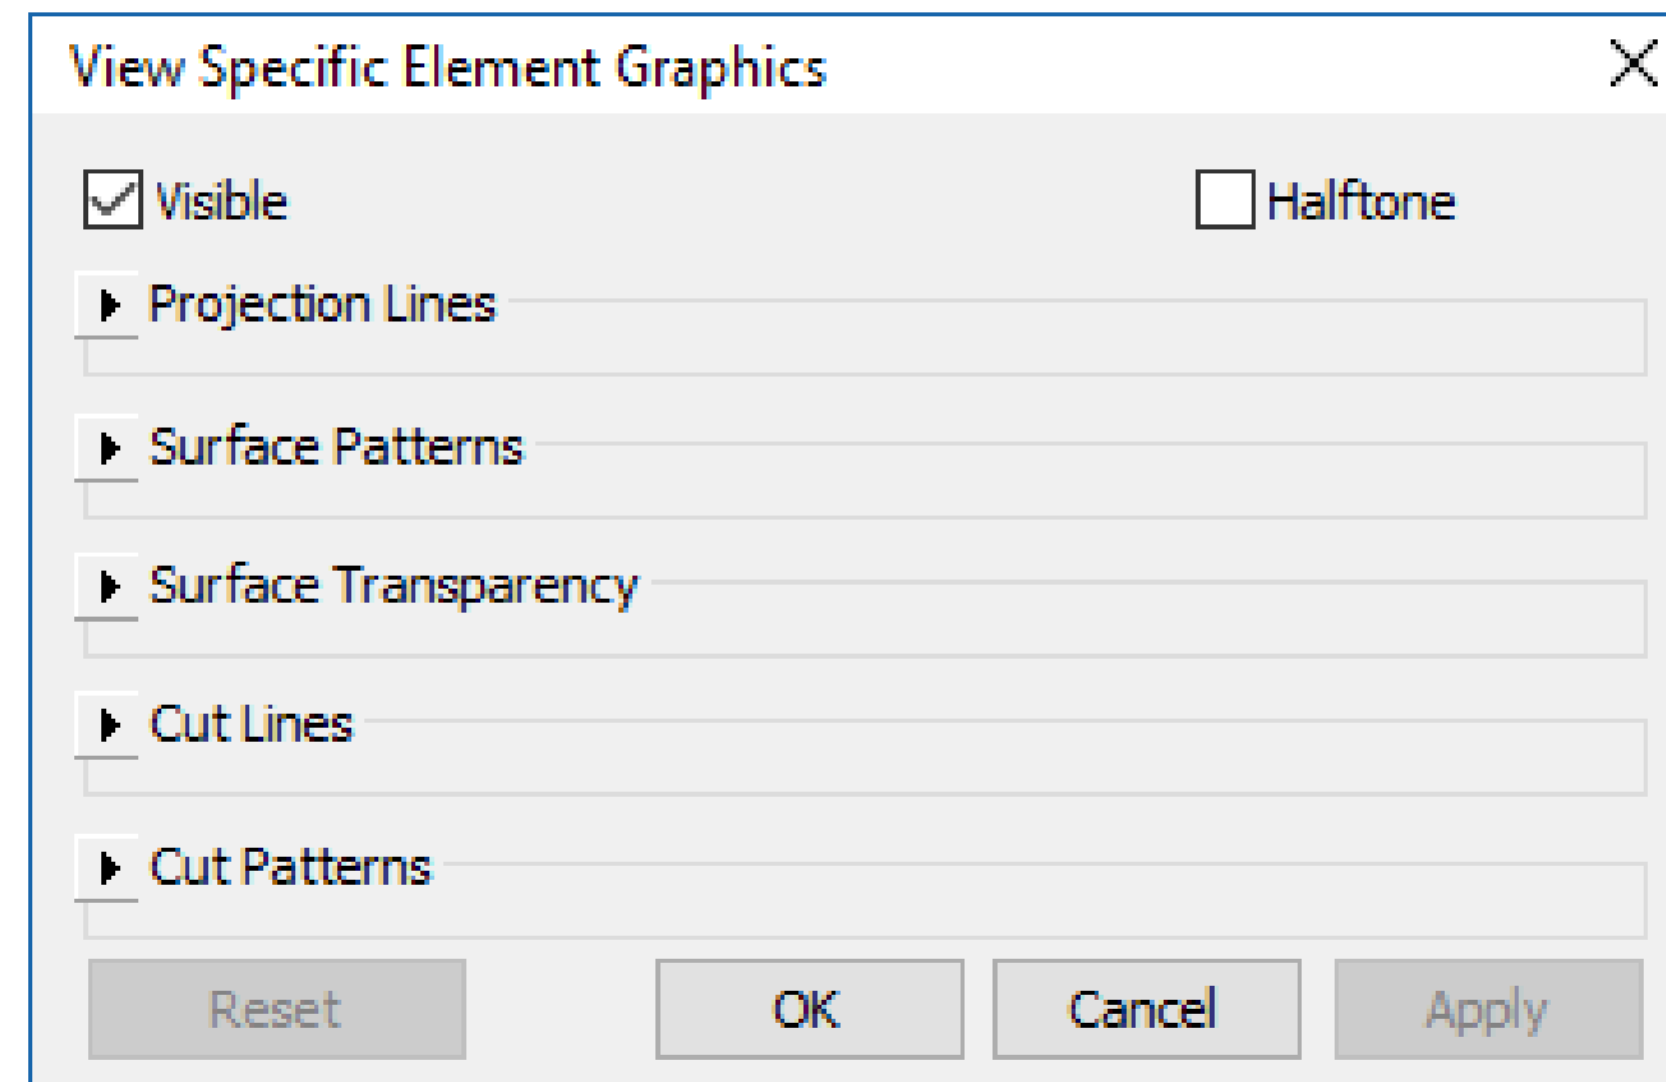 View Specific Element Graphics
Visible Halftone
Projection Lines
Surface Patterns
Surface Transparency
Cut Lines
Cut Patterns
Reset OK Cancel Apply